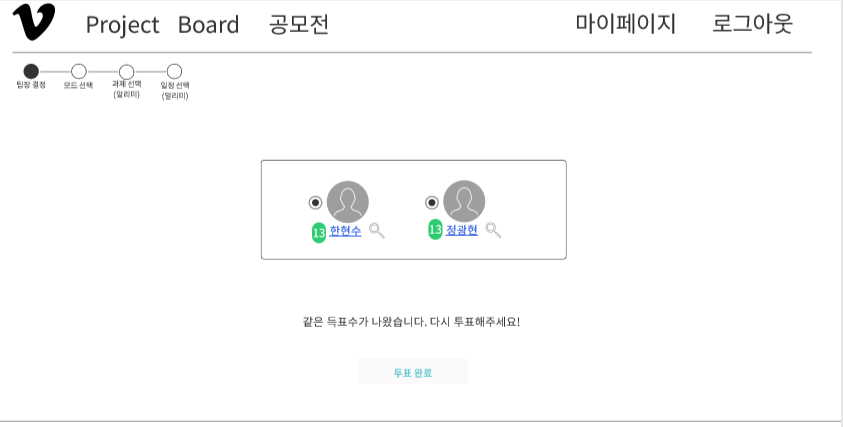 Project Board 공모전 마이페이지 로그아웃
팀장 결정 모드 선택 과제 선택 일정 선택
(알리미) (알리미)
13 한현수 13 정광현
같은 득표수가 나왔습니다. 다시 투표해주세요!
투표 완료